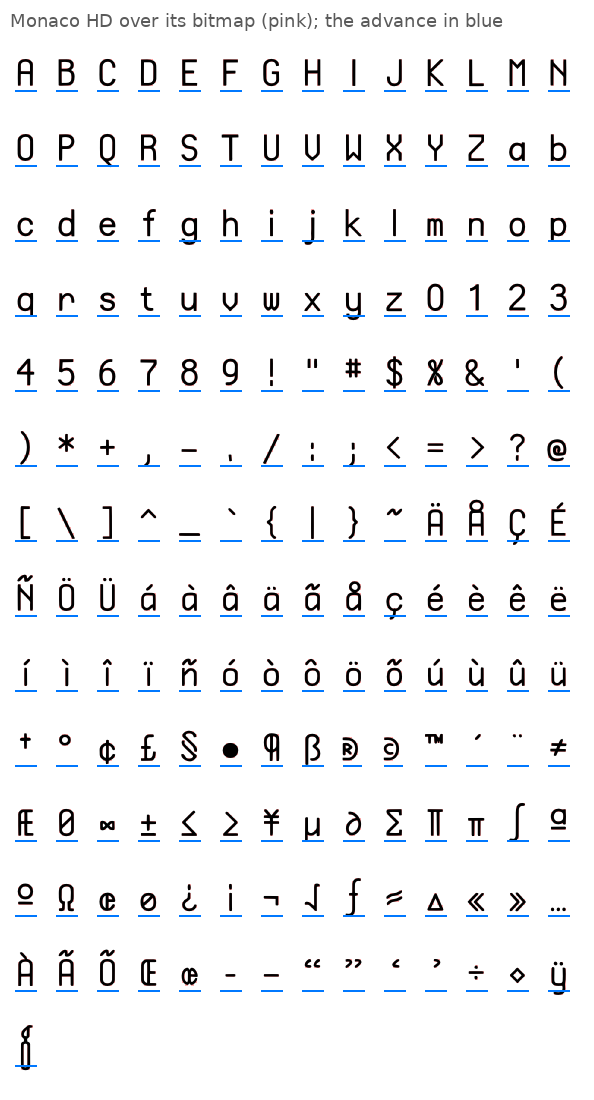 Monaco HD over its bitmap (pink); the advance in blue
A B C D E F G H I J K L M N
O P Q R S T U V W X Y Z a b
c d e f g h i j k l m n o p
q r s t u v w x y z 0 1 2 3
4 5 6 7 8 9 ! " # $ % & ' (
) * + , - . / : ; < = > ? @
[ \ ] ^ _ ` { | } ~ Ä Å Ç É
Ñ Ö Ü á à â ä ã å ç é è ê ë
í ì î ï ñ ó ò ô ö õ ú ù û ü
† ° ¢ £ § • ¶ ß ® © ™ ´ ¨ ≠
Æ Ø ∞ ± ≤ ≥ ¥ µ ∂ Σ Π π ∫ ª
º Ω œ ø ¿ ¡ ¬ √ ƒ ≈ ∆ « » …
À Ã Õ Œ œ – — “ ” ‘ ’ ÷ ◊ ÿ